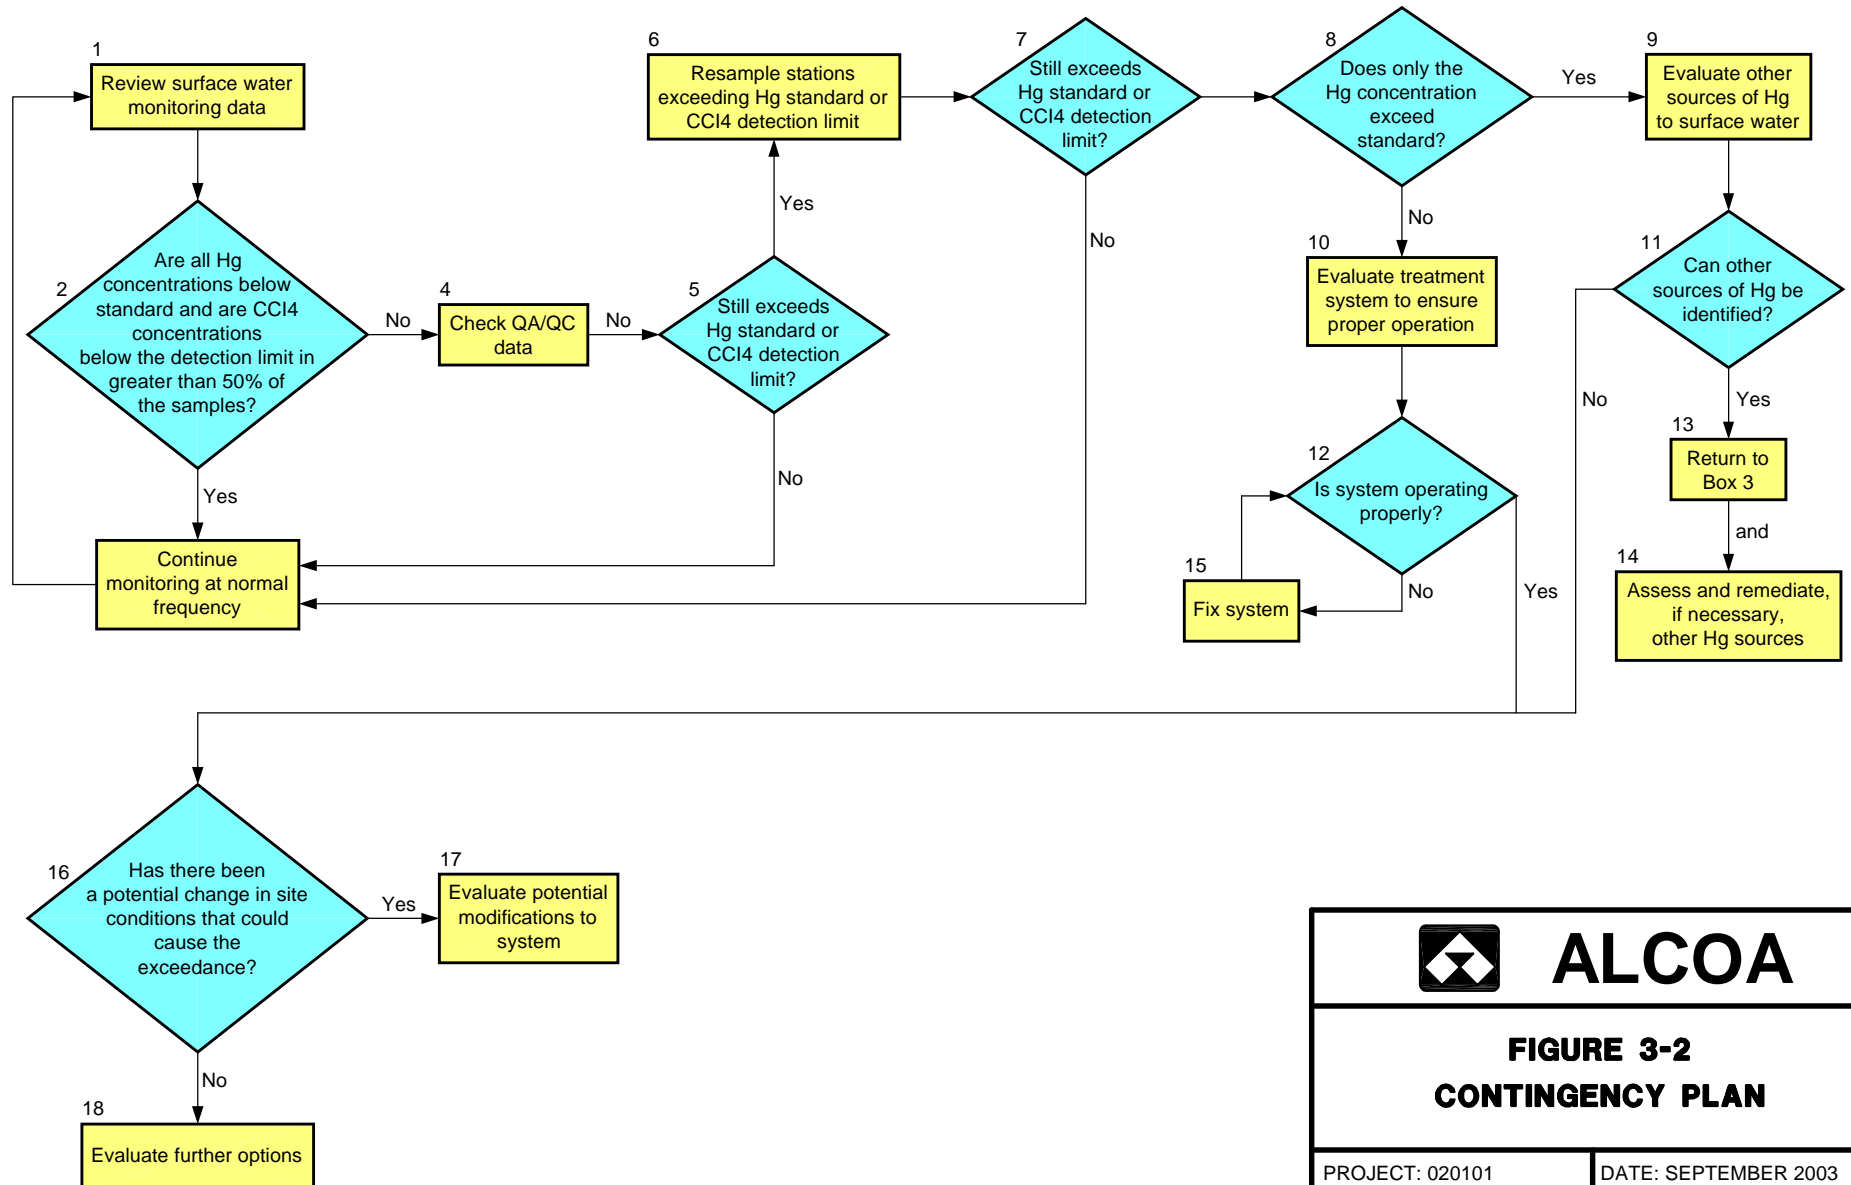 1
Review surface water
monitoring data
2
Are all Hg
concentrations below
standard and are CCl4
concentrations
below the detection limit in
greater than 50% of
the samples?
No
Yes
Continue
monitoring at normal
frequency
4
Check QA/QC
data
No
5
Still exceeds
Hg standard or
CCl4 detection
limit?
Yes
No
6
Resample stations
exceeding Hg standard or
CCl4 detection limit
7
Still exceeds
Hg standard or
CCl4 detection
limit?
No
8
Does only the
Hg concentration
exceed
standard?
Yes
No
9
Evaluate other
sources of Hg
to surface water
10
Evaluate treatment
system to ensure
proper operation
11
Can other
sources of Hg be
identified?
No
Yes
12
Is system operating
properly?
No
Yes
13
Return to
Box 3
and
14
Assess and remediate,
if necessary,
other Hg sources
15
Fix system
16
Has there been
a potential change in site
conditions that could
cause the
exceedance?
Yes
No
17
Evaluate potential
modifications to
system
18
Evaluate further options
ALCOA
FIGURE 3-2
CONTINGENCY PLAN
PROJECT: 020101
DATE: SEPTEMBER 2003